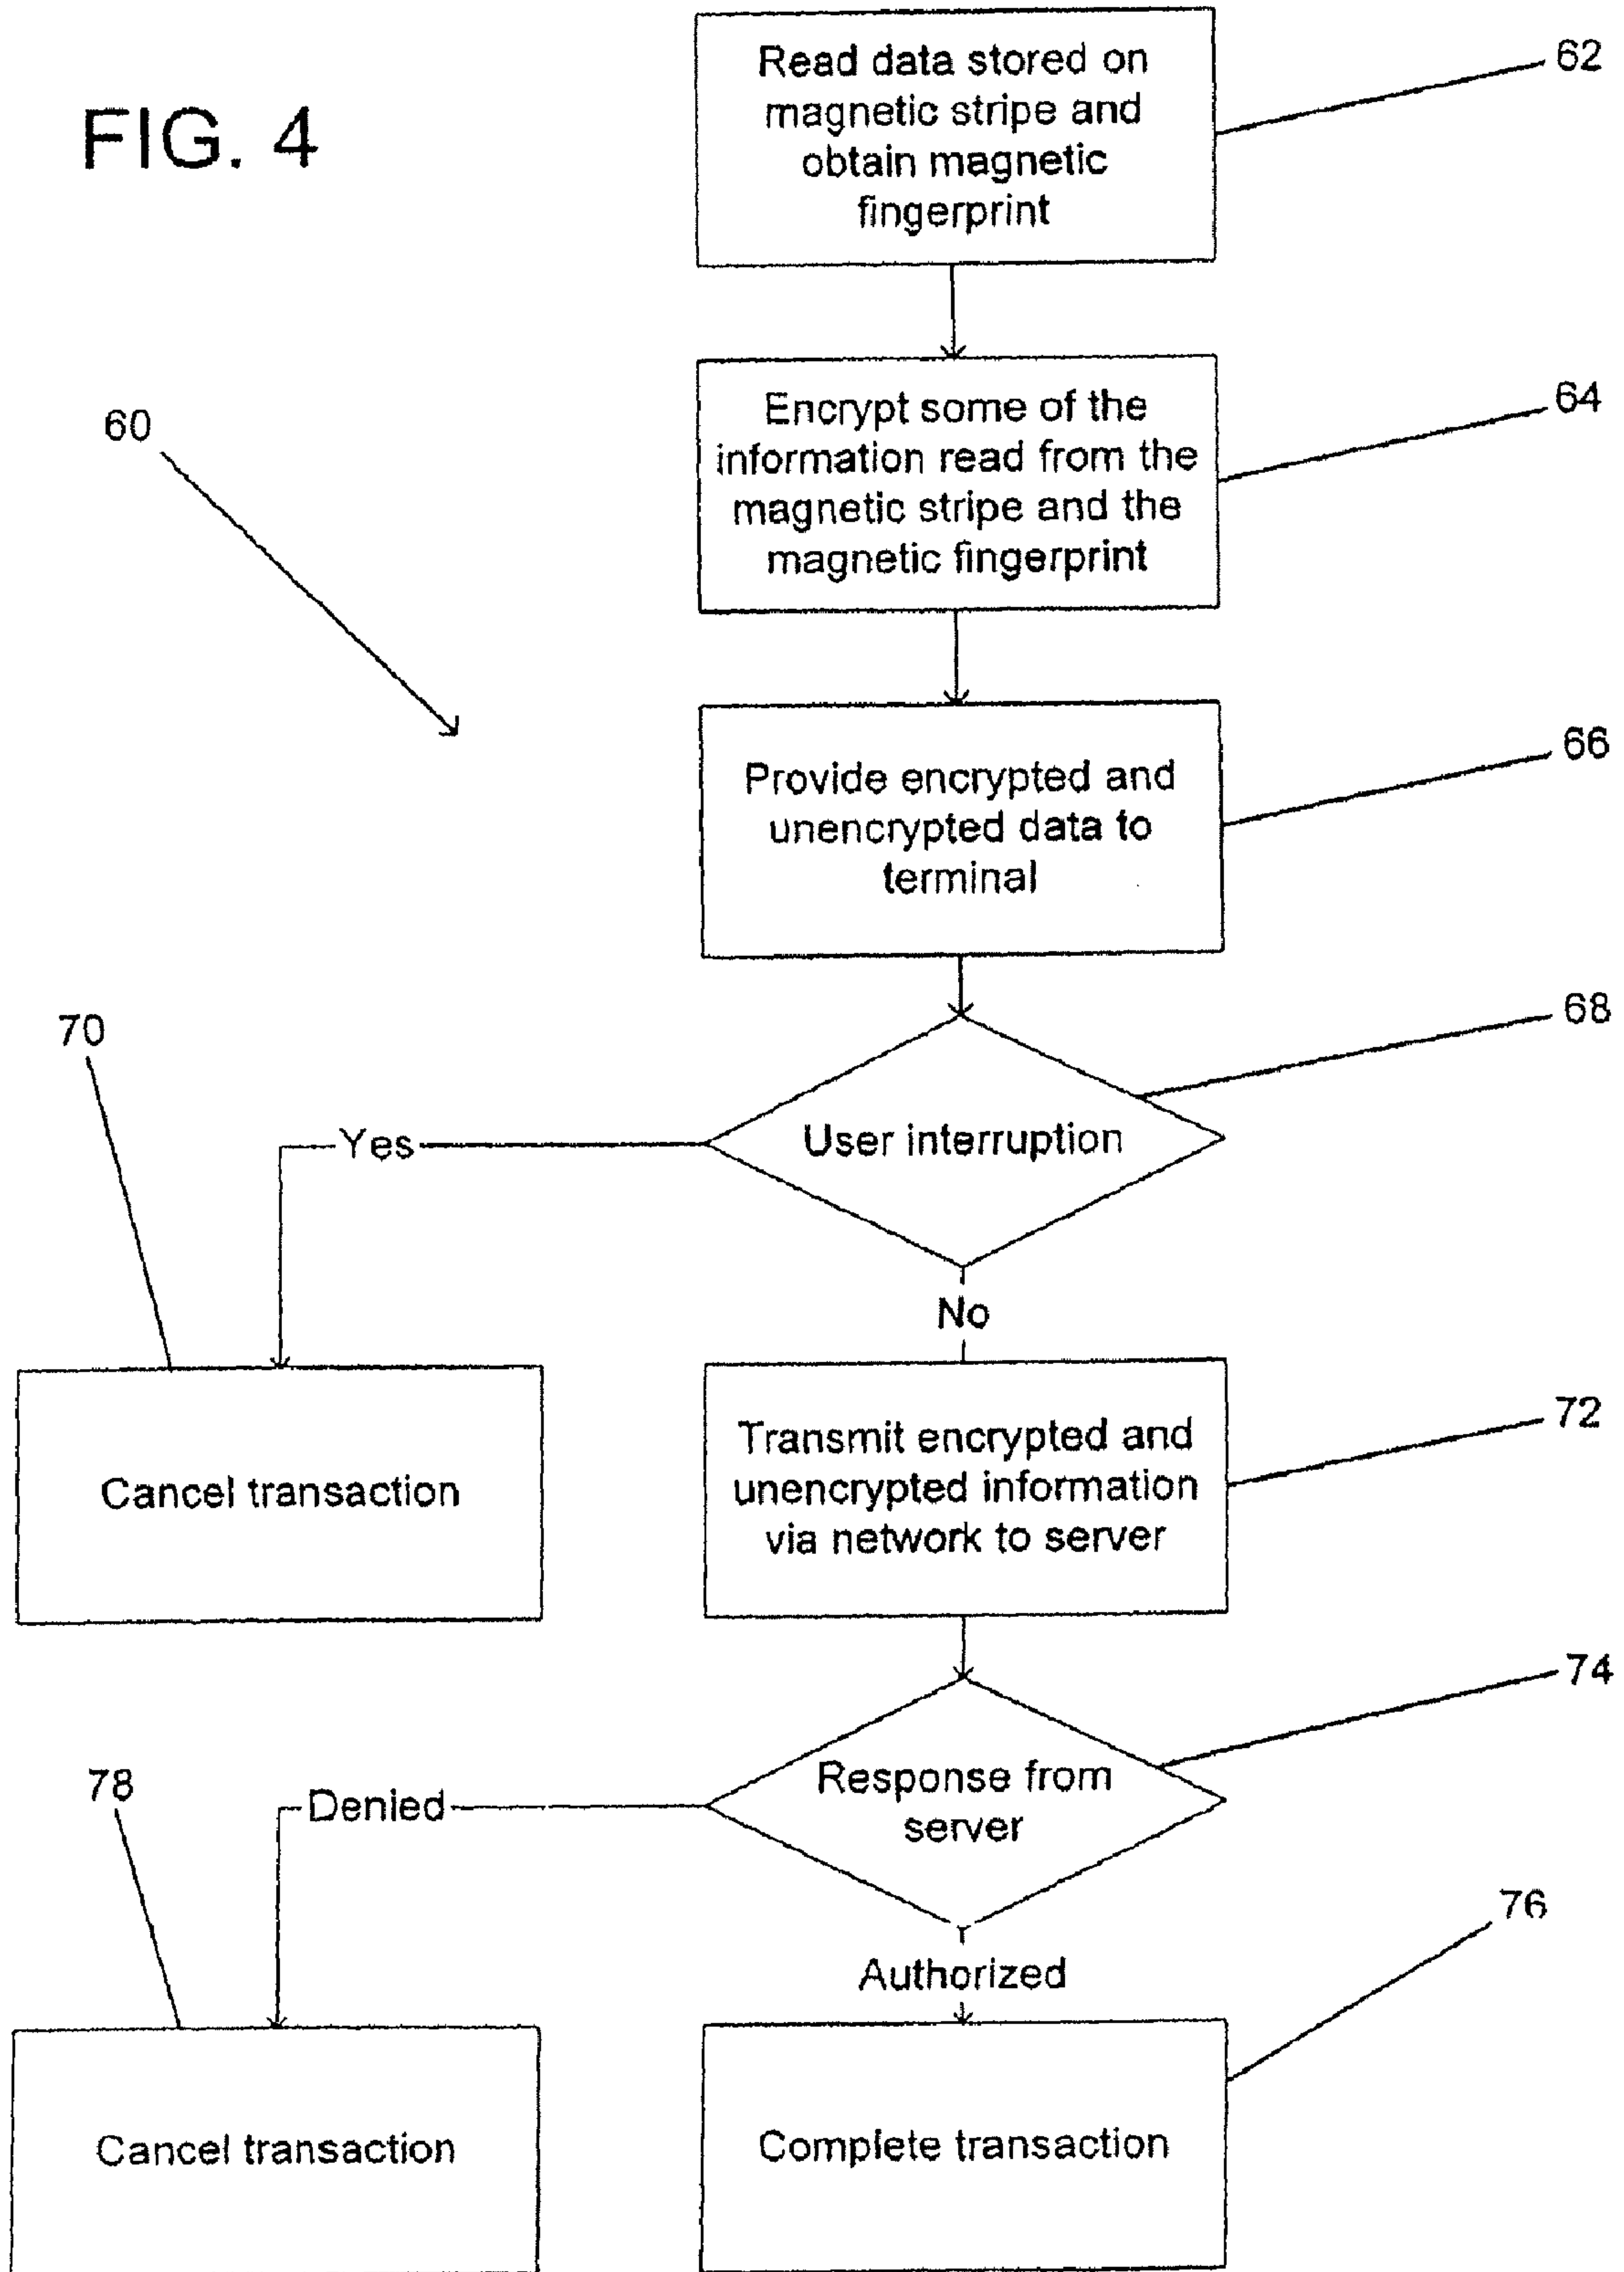 FIG. 4
Read data stored on
magnetic stripe and
obtain magnetic
fingerprint
62
60
Encrypt some of the
information read from the
magnetic stripe and the
magnetic fingerprint
64
Provide encrypted and
unencrypted data to
terminal
66
68
70
User interruption
Yes
No
Cancel transaction
Transmit encrypted and
unencrypted information
via network to server
72
74
78
Response from
server
Denied
76
Authorized
Cancel transaction
Complete transaction